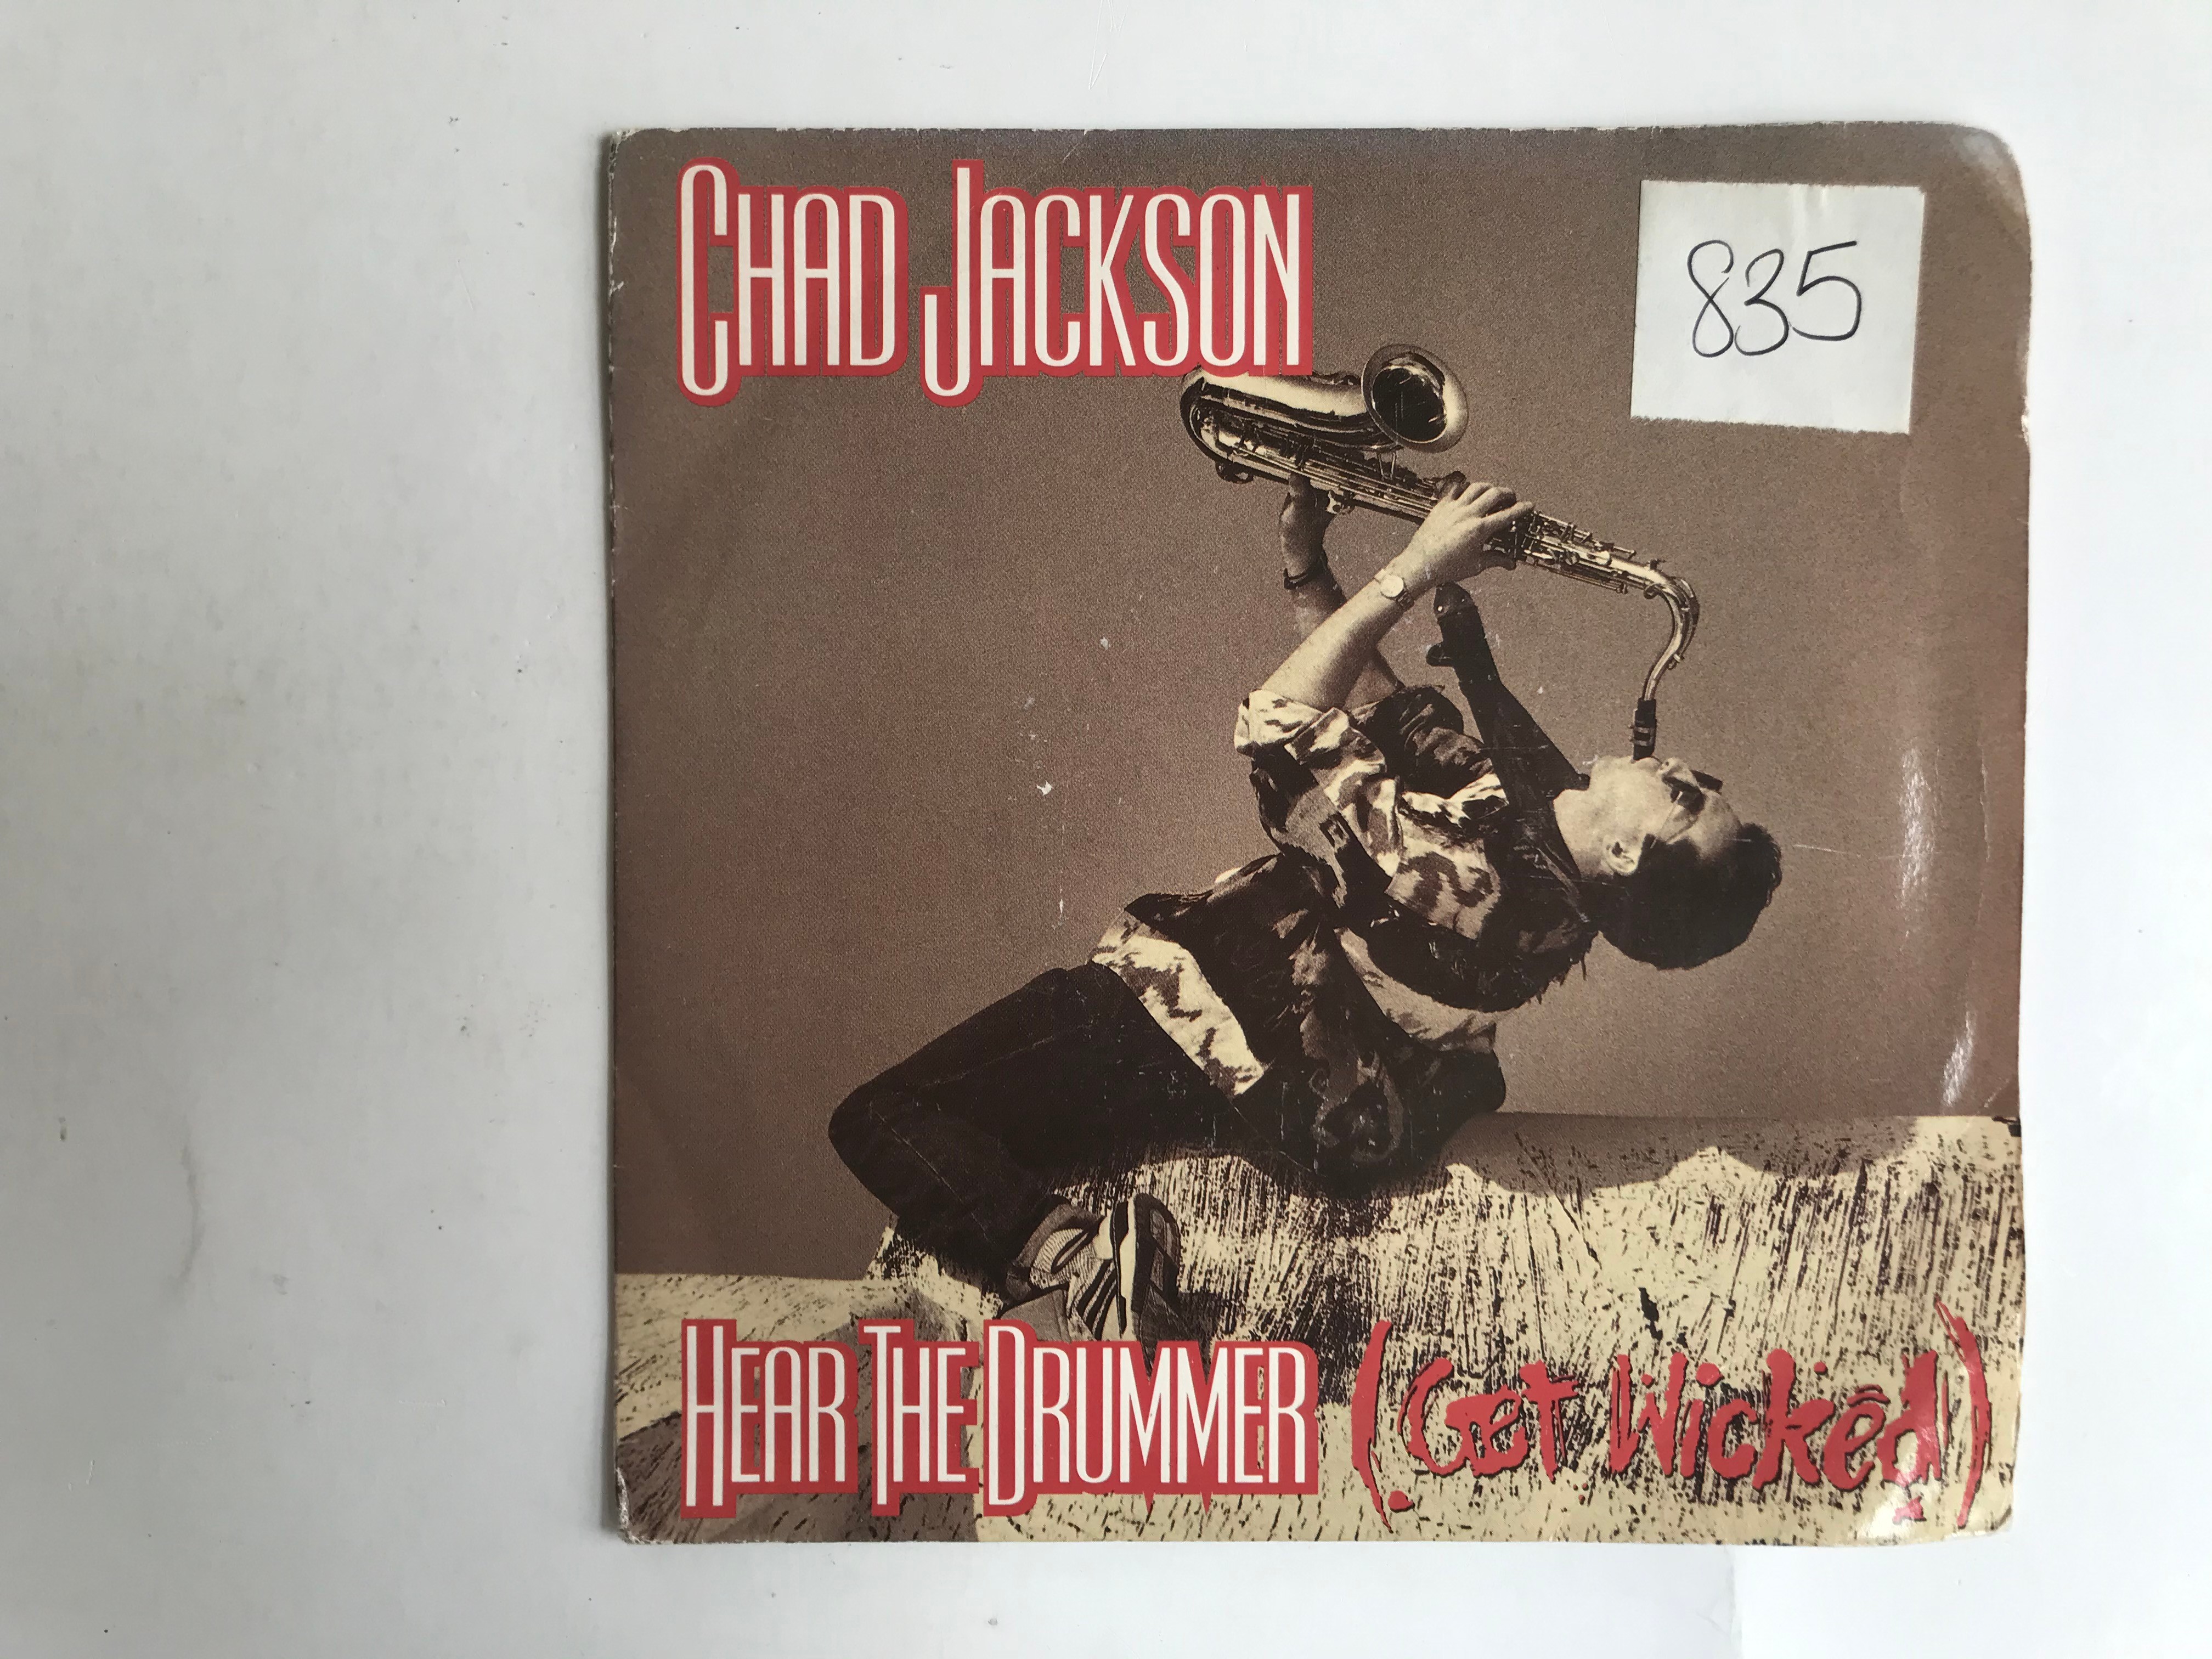 CHAD JACKSON
835
HEAR THE DRUMMER (Get Wicked)